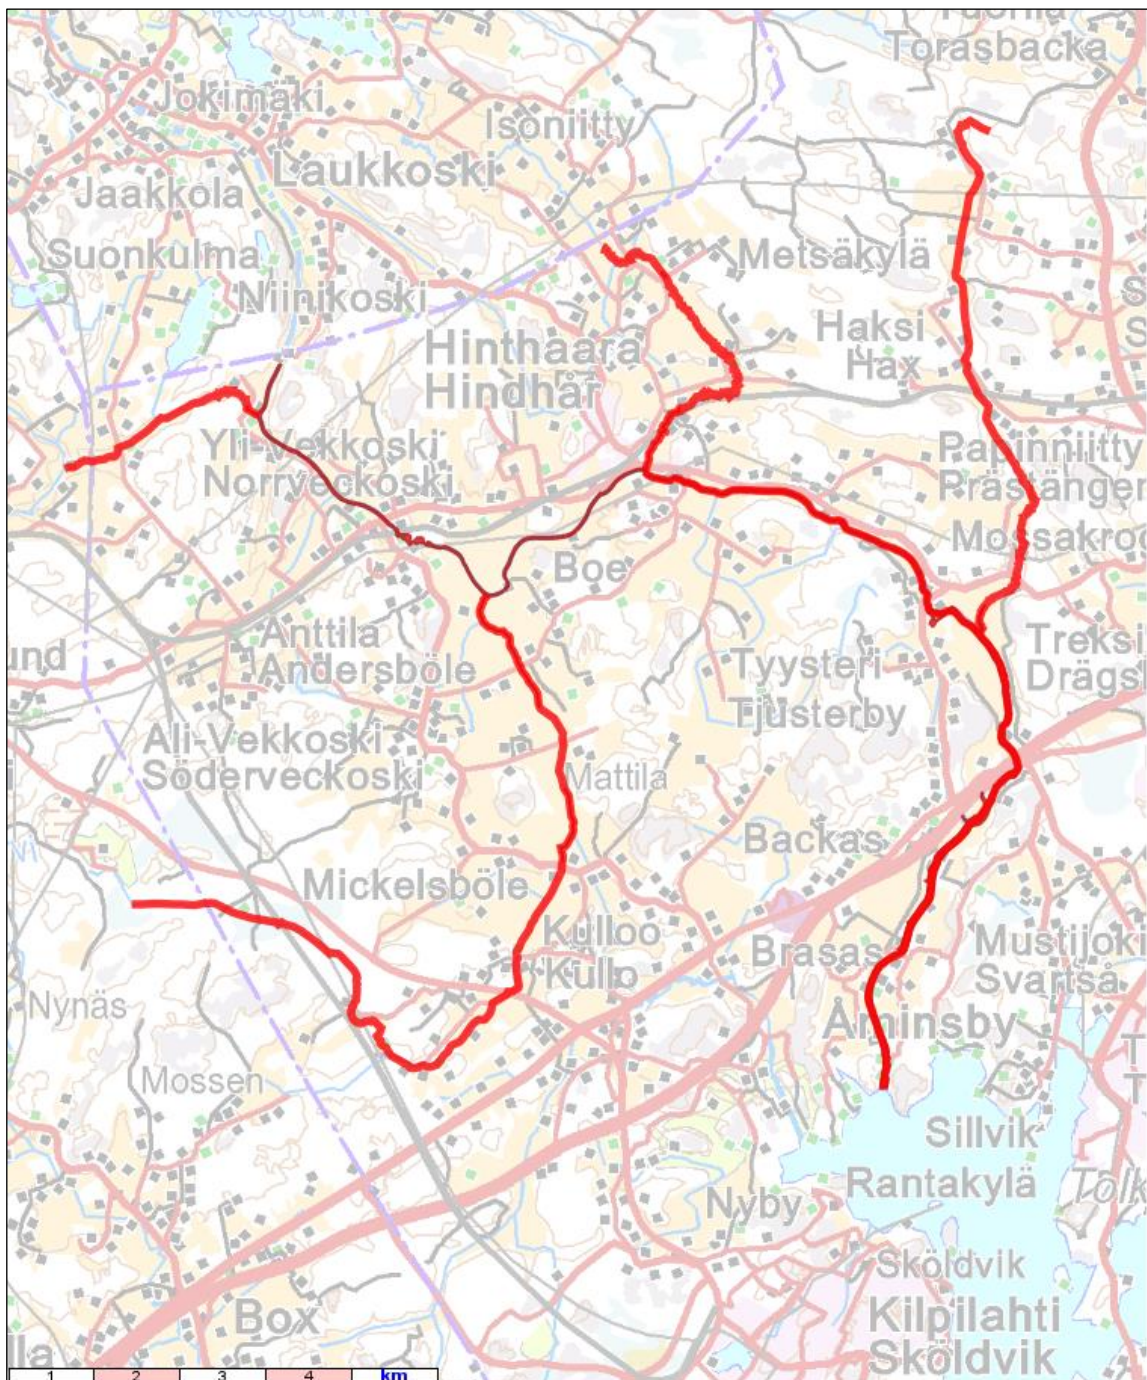 Torasbacka
Jokimäki
Isoniitty
Laukkoski
Jaakkola
Suonkulma
Metsäkylä
Niinikoski
Haksi
Hax
Hinthaara
Hindhår
Yli-Vekkoski
Norrveckoski
Papinniitty
Prästängen
Boe
Anttila
Andersböle
Tyysteri
Tjusterby
Ali-Vekkoski
Söderveckoski
Mattila
Backas
Mickelsböle
Kulloo
Kullo
Brasas
Mustijoki
Svartså
Nynäs
Åminsby
Mossen
Sillvik
Rantakylä
Nyby
Sköldvik
Box
Kilpilahti
Sköldvik
1 2 3 4 km